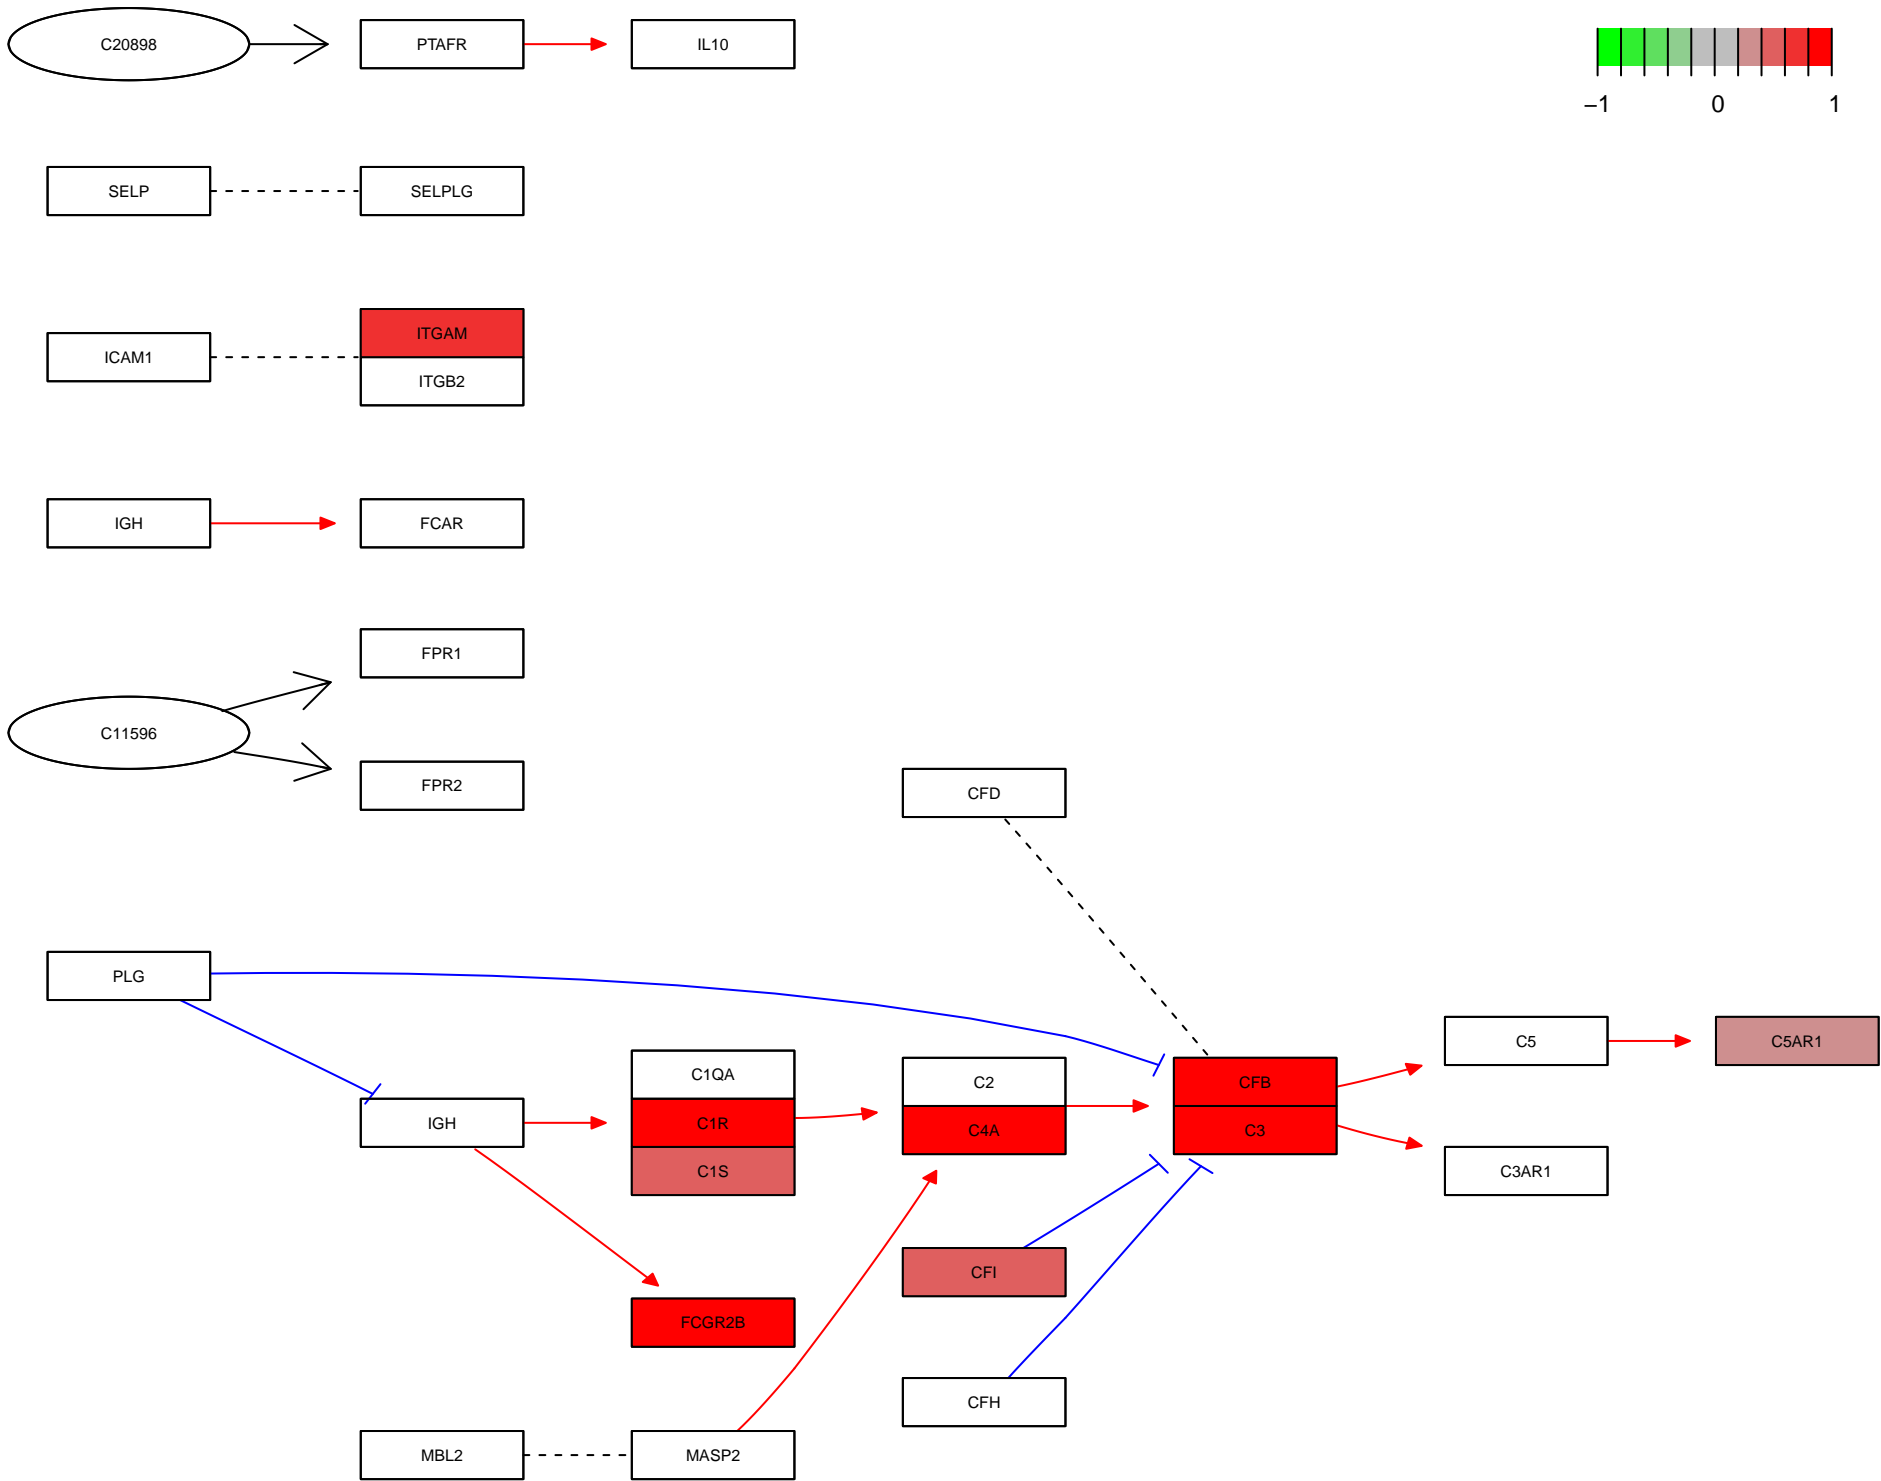 C20898
PTAFR
IL10
−1
0
1
SELP
SELPLG
ITGAM
ICAM1
ITGB2
IGH
FCAR
FPR1
C11596
FPR2
CFD
PLG
C5
C5AR1
C1QA
C2
CFB
IGH
C1R
C4A
C3
C1S
C3AR1
CFI
FCGR2B
CFH
MBL2
MASP2